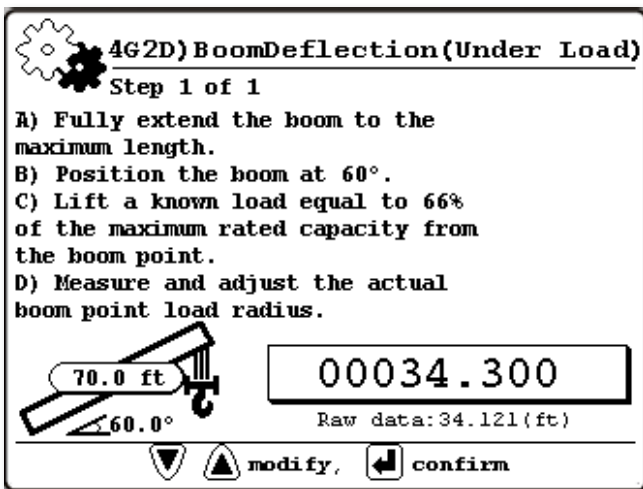 4G2D)BoomDeflection(Under Load)
Step 1 of 1
A) Fully extend the boom to the
maximum length.
B) Position the boom at 60°.
C) Lift a known load equal to 66%
of the maximum rated capacity from
the boom point.
D) Measure and adjust the actual
boom point load radius.
70.0 ft
60.0°
00034.300
Raw data:34.121(ft)
modify, confirm